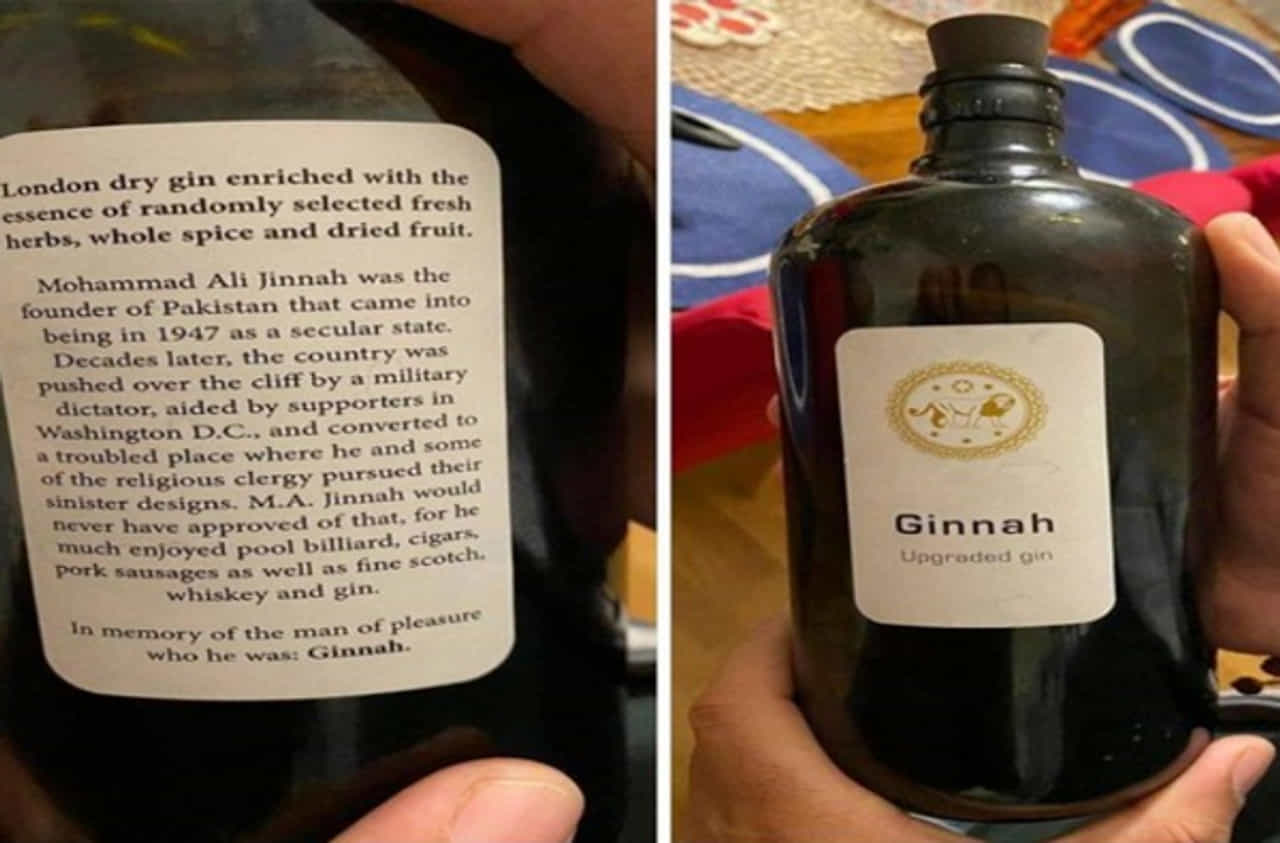 London dry gin enriched with the
essence of randomly selected fresh
herbs, whole spice and dried fruit.
Mohammad Ali Jinnah was the
founder of Pakistan that came into
being in 1947 as a secular state.
Decades later, the country was
pushed over the cliff by a military
dictator, aided by supporters in
Washington D.C., and converted to
a troubled place where he and some
of the religious clergy pursued their
sinister designs. M.A. Jinnah would
never have approved of that, for he
much enjoyed pool billiard, cigars,
pork sausages as well as fine scotch,
whiskey and gin.
In memory of the man of pleasure
who he was: Ginnah.
Ginnah
Upgraded gin